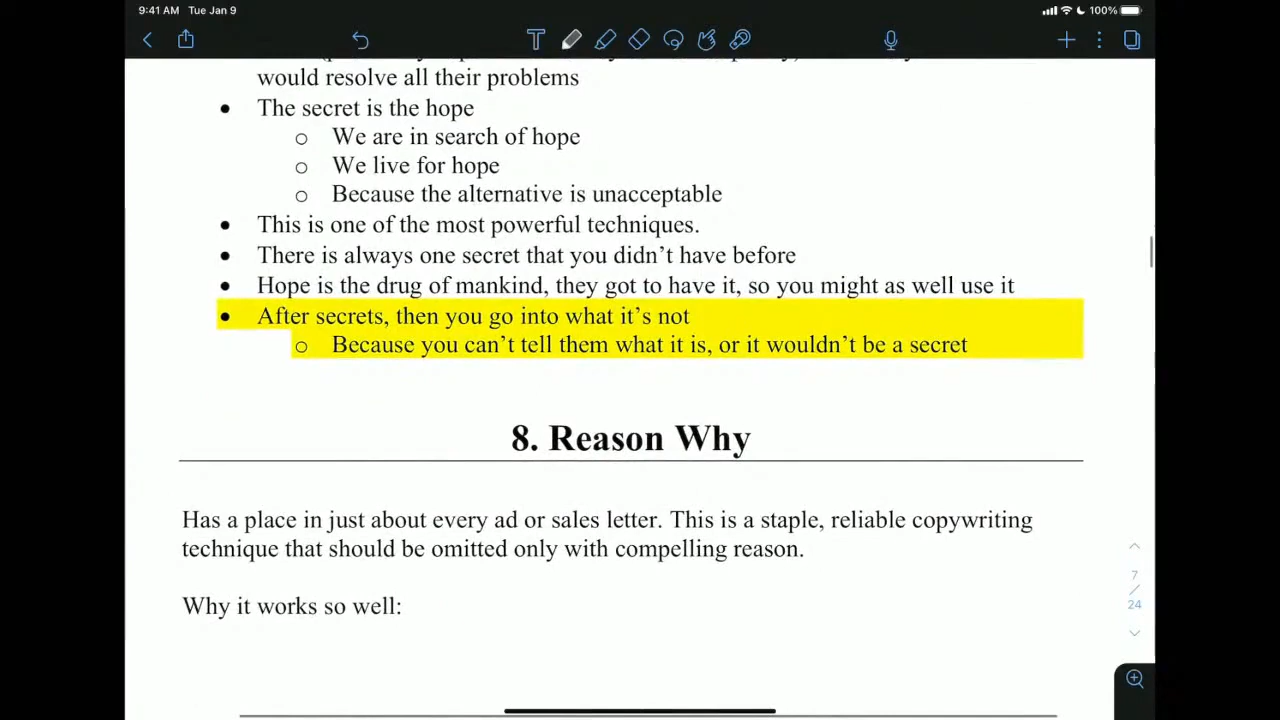 9:41 AM Tue Jan 9
100%
would resolve all their problems
• The secret is the hope
o We are in search of hope
o We live for hope
o Because the alternative is unacceptable
• This is one of the most powerful techniques.
• There is always one secret that you didn't have before
• Hope is the drug of mankind, they got to have it, so you might as well use it
• After secrets, then you go into what it's not
o Because you can't tell them what it is, or it wouldn't be a secret
8. Reason Why
Has a place in just about every ad or sales letter. This is a staple, reliable copywriting
technique that should be omitted only with compelling reason.
Why it works so well:
7
/
24